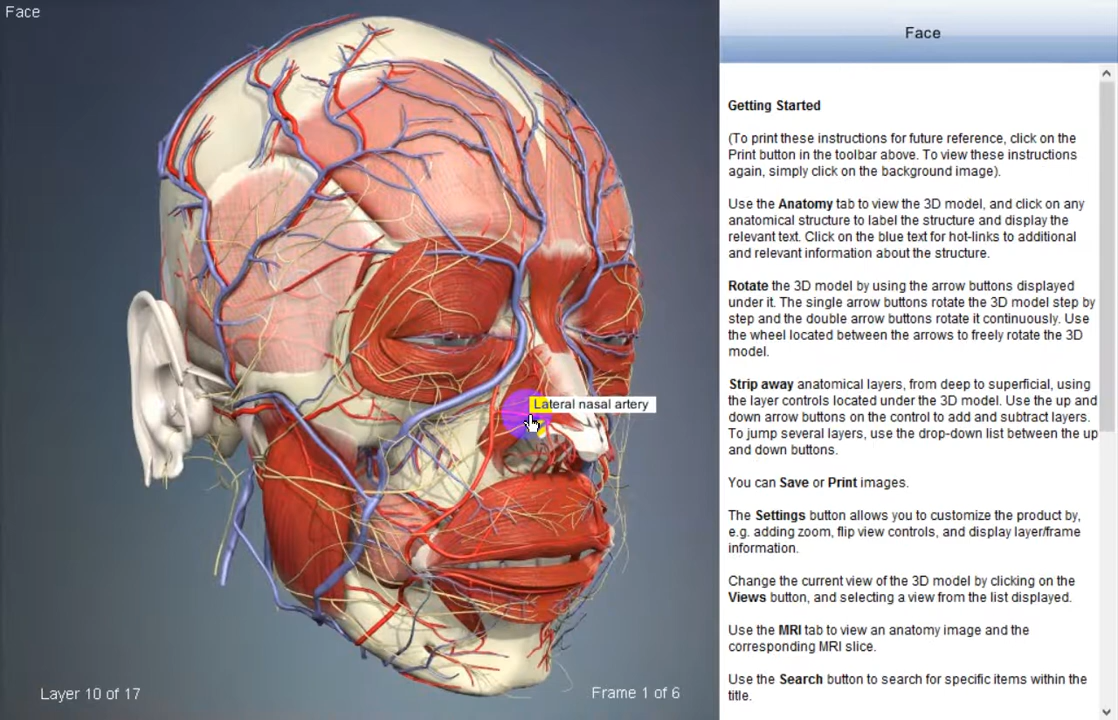 Face
Face
Lateral nasal artery
Layer 10 of 17
Frame 1 of 6
Getting Started
(To print these instructions for future reference, click on the
Print button in the toolbar above. To view these instructions
again, simply click on the background image).
Use the Anatomy tab to view the 3D model, and click on any
anatomical structure to label the structure and display the
relevant text. Click on the blue text for hot-links to additional
and relevant information about the structure.
Rotate the 3D model by using the arrow buttons displayed
under it. The single arrow buttons rotate the 3D model step by
step and the double arrow buttons rotate it continuously. Use
the wheel located between the arrows to freely rotate the 3D
model.
Strip away anatomical layers, from deep to superficial, using
the layer controls located under the 3D model. Use the up and
down arrow buttons on the control to add and subtract layers.
To jump several layers, use the drop-down list between the up
and down buttons.
You can Save or Print images.
The Settings button allows you to customize the product by,
e.g. adding zoom, flip view controls, and display layer/frame
information.
Change the current view of the 3D model by clicking on the
Views button, and selecting a view from the list displayed.
Use the MRI tab to view an anatomy image and the
corresponding MRI slice.
Use the Search button to search for specific items within the
title.